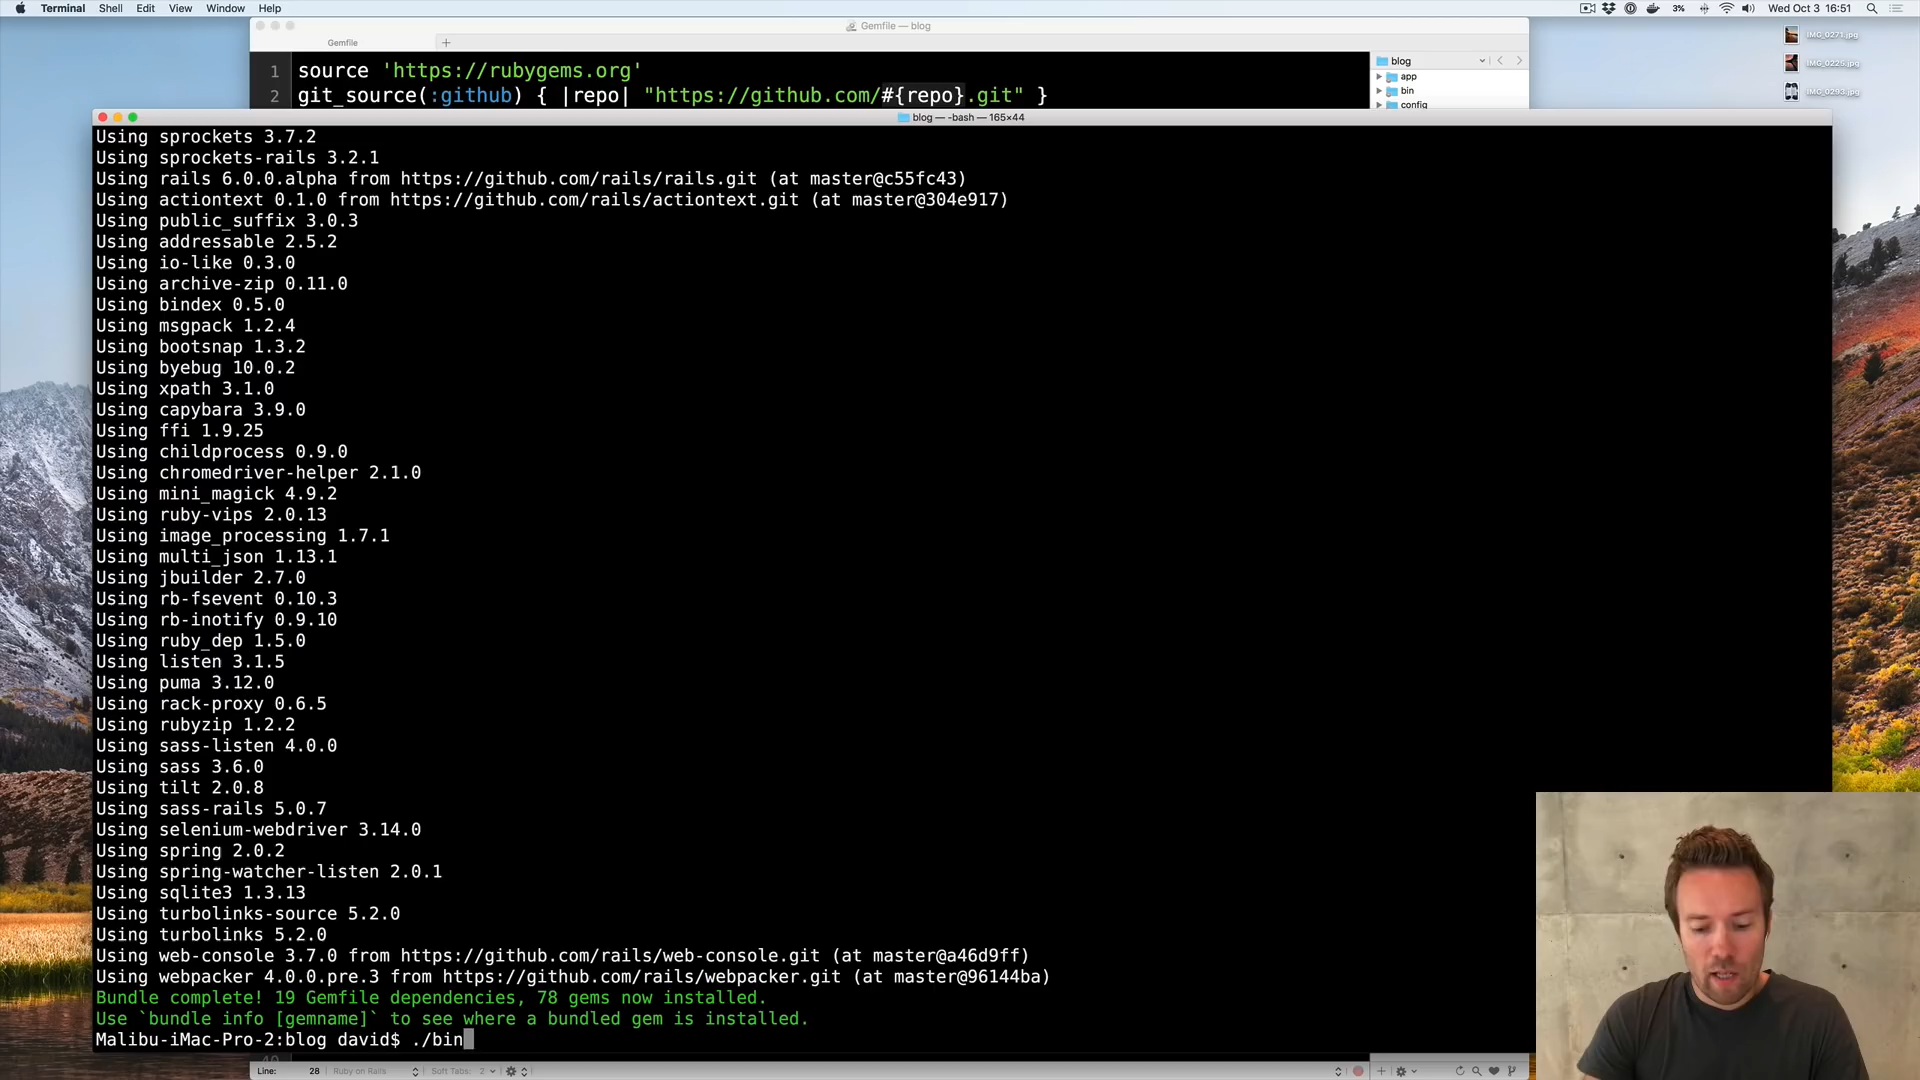 Terminal Shell Edit View Window Help 3% Wed Oct 3 16:51
Gemfile — blog
Gemfile +
1 source 'https://rubygems.org'
2 git_source(:github) { |repo| "https://github.com/#{repo}.git" }
blog
app
bin
config
IMG_0271.jpg
IMG_0225.jpg
IMG_0293.jpg
blog — -bash — 165×44
Using sprockets 3.7.2
Using sprockets-rails 3.2.1
Using rails 6.0.0.alpha from https://github.com/rails/rails.git (at master@c55fc43)
Using actiontext 0.1.0 from https://github.com/rails/actiontext.git (at master@304e917)
Using public_suffix 3.0.3
Using addressable 2.5.2
Using io-like 0.3.0
Using archive-zip 0.11.0
Using bindex 0.5.0
Using msgpack 1.2.4
Using bootsnap 1.3.2
Using byebug 10.0.2
Using xpath 3.1.0
Using capybara 3.9.0
Using ffi 1.9.25
Using childprocess 0.9.0
Using chromedriver-helper 2.1.0
Using mini_magick 4.9.2
Using ruby-vips 2.0.13
Using image_processing 1.7.1
Using multi_json 1.13.1
Using jbuilder 2.7.0
Using rb-fsevent 0.10.3
Using rb-inotify 0.9.10
Using ruby_dep 1.5.0
Using listen 3.1.5
Using puma 3.12.0
Using rack-proxy 0.6.5
Using rubyzip 1.2.2
Using sass-listen 4.0.0
Using sass 3.6.0
Using tilt 2.0.8
Using sass-rails 5.0.7
Using selenium-webdriver 3.14.0
Using spring 2.0.2
Using spring-watcher-listen 2.0.1
Using sqlite3 1.3.13
Using turbolinks-source 5.2.0
Using turbolinks 5.2.0
Using web-console 3.7.0 from https://github.com/rails/web-console.git (at master@a46d9ff)
Using webpacker 4.0.0.pre.3 from https://github.com/rails/webpacker.git (at master@96144ba)
Bundle complete! 19 Gemfile dependencies, 78 gems now installed.
Use `bundle info [gemname]` to see where a bundled gem is installed.
Malibu-iMac-Pro-2:blog david$ ./bin
40
Line: 28 Ruby on Rails Soft Tabs: 2